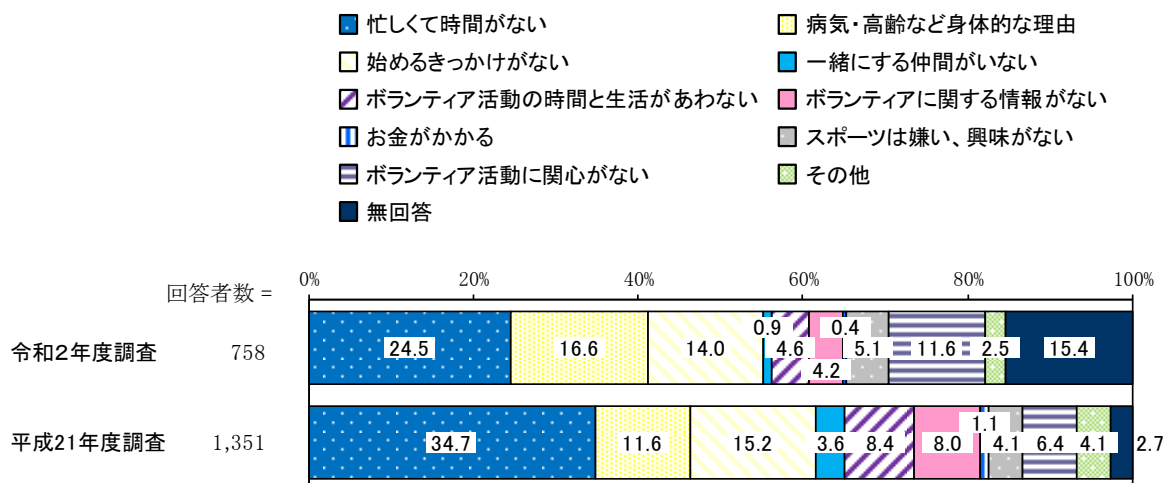 忙しくて時間がない 病気・高齢など身体的な理由
始めるきっかけがない 一緒にする仲間がいない
ボランティア活動の時間と生活があわない ボランティアに関する情報がない
お金がかかる スポーツは嫌い、興味がない
ボランティア活動に関心がない その他
無回答
回答者数 = 0% 20% 40% 60% 80% 100%
令和2年度調査 758 24.5 16.6 14.0 0.9 4.6 4.2 0.4 5.1 11.6 2.5 15.4
平成21年度調査 1,351 34.7 11.6 15.2 3.6 8.4 8.0 1.1 4.1 6.4 4.1 2.7